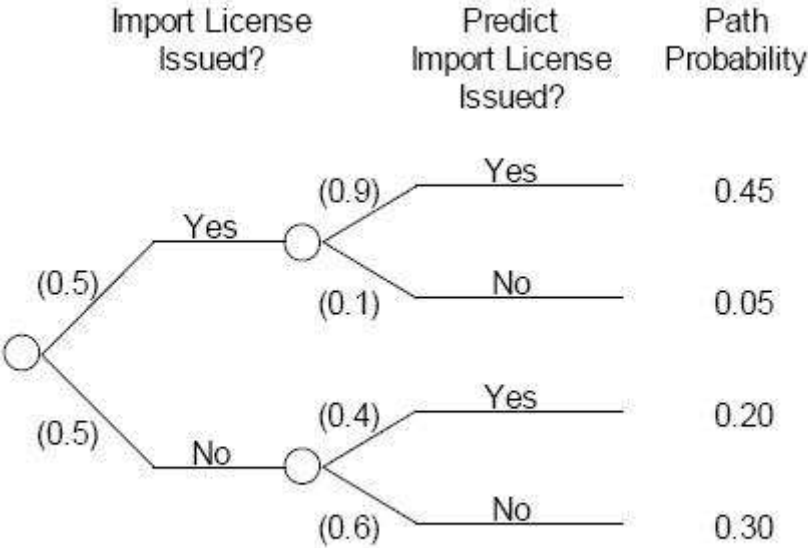 Import License Issued?
Predict Import License Issued?
Path Probability
(0.5)
Yes
(0.9)
Yes
0.45
(0.1)
No
0.05
(0.5)
No
(0.4)
Yes
0.20
(0.6)
No
0.30